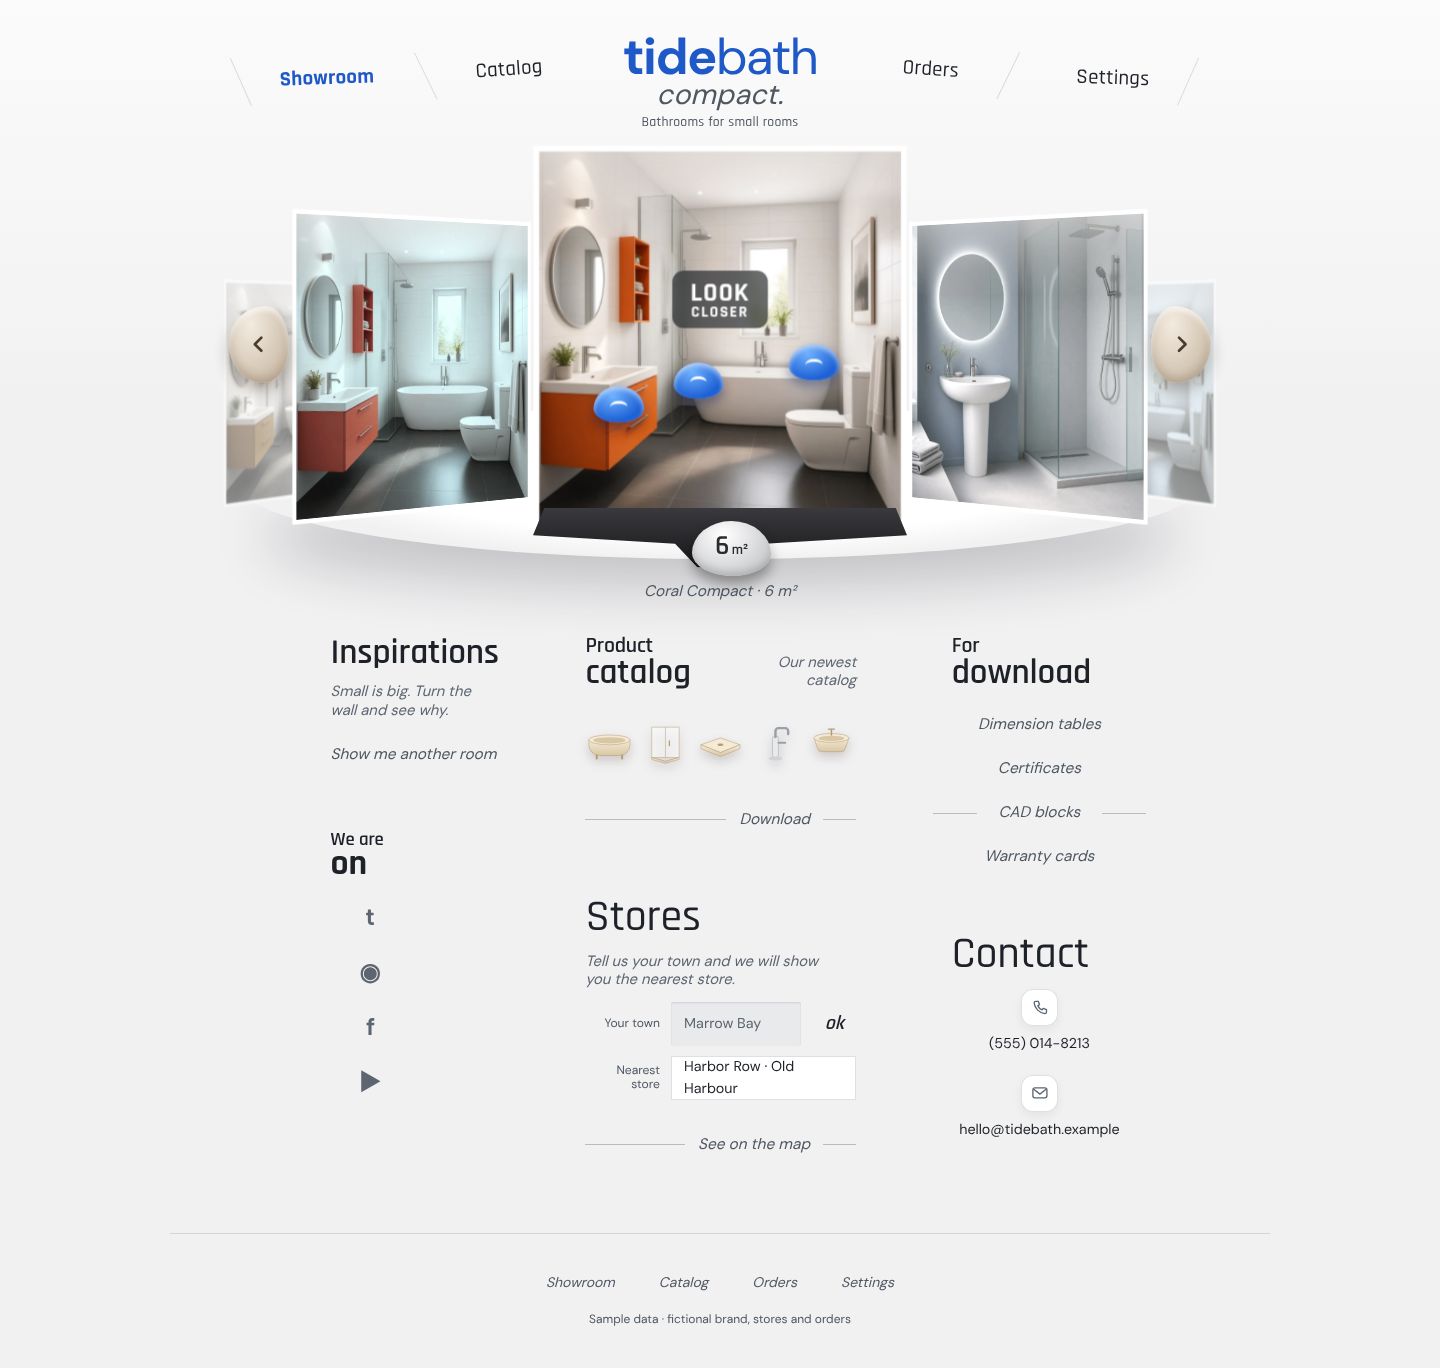 Showroom
Catalog
tidebath
compact.
Bathrooms for small rooms
Orders
Settings
LOOK
CLOSER
6 m²
Coral Compact · 6 m²
Inspirations
Small is big. Turn the
wall and see why.
Show me another room
We are
on
t
f
Product
catalog
Our newest
catalog
Download
Stores
Tell us your town and we will show
you the nearest store.
Your town
Marrow Bay
ok
Nearest
store
Harbor Row · Old
Harbour
See on the map
For
download
Dimension tables
Certificates
CAD blocks
Warranty cards
Contact
(555) 014-8213
hello@tidebath.example
Showroom
Catalog
Orders
Settings
Sample data · fictional brand, stores and orders